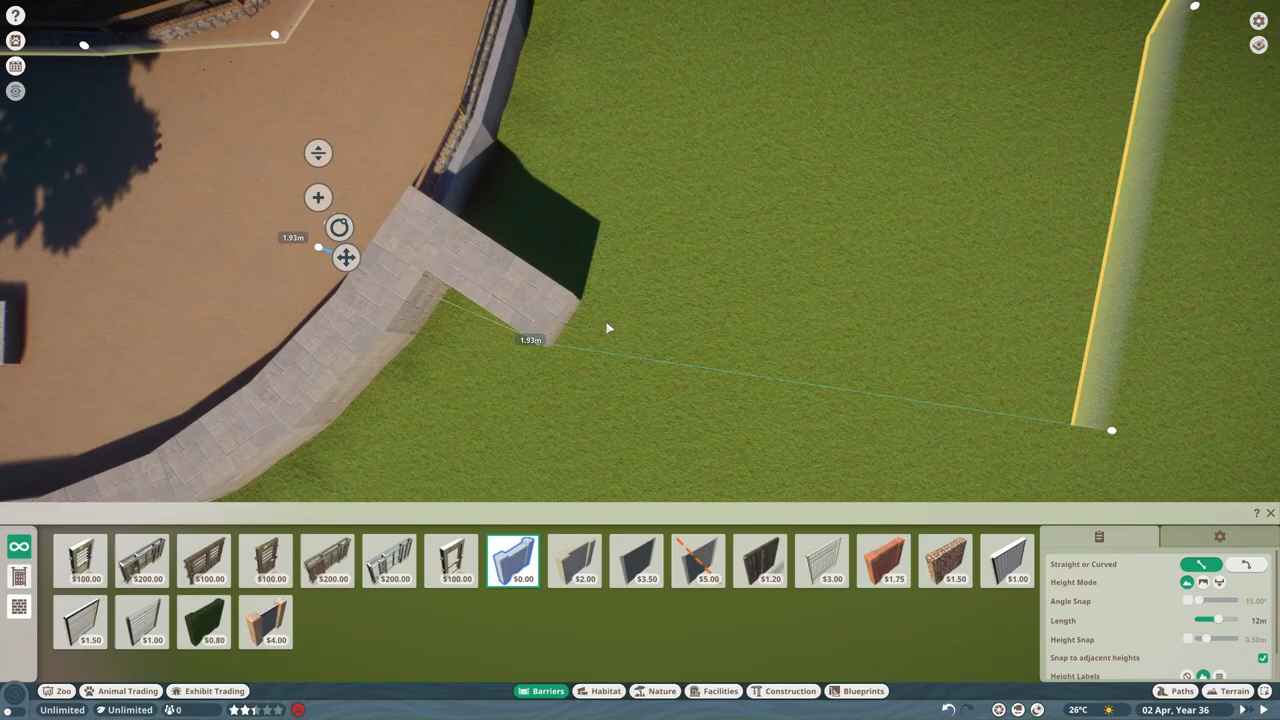 ?
1.93m
1.93m
?
$100.00
$200.00
$100.00
$100.00
$200.00
$200.00
$100.00
$0.00
$2.00
$3.50
$5.00
$1.20
$3.00
$1.75
$1.50
$1.00
$1.50
$1.00
$0.80
$4.00
Straight or Curved
Height Mode
Angle Snap 15.00°
Length 12m
Height Snap 0.50m
Snap to adjacent heights
Height Labels
Zoo Animal Trading Exhibit Trading Barriers Habitat Nature Facilities Construction Blueprints Paths Terrain
Unlimited Unlimited 0 26°C 02 Apr, Year 36